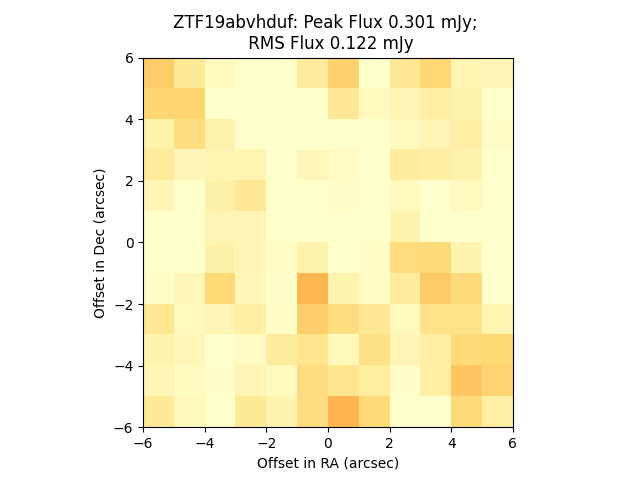 ZTF19abvhduf: Peak Flux 0.301 mJy;
RMS Flux 0.122 mJy
6
4
2
0
−2
−4
−6
Offset in Dec (arcsec)
−6 −4 −2 0 2 4 6
Offset in RA (arcsec)